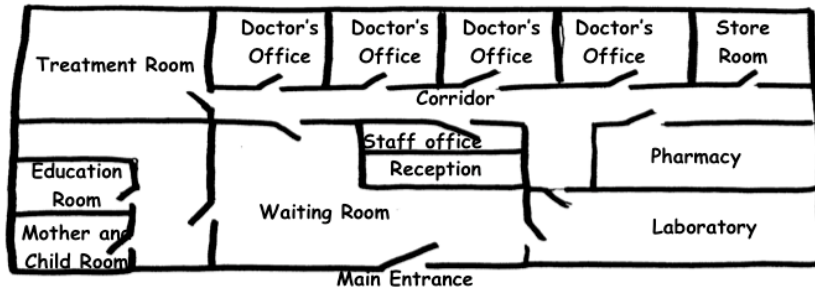 Doctor's
Office
Doctor's
Office
Doctor's
Office
Doctor's
Office
Store
Room
Treatment Room
Corridor
Staff office
Reception
Pharmacy
Education
Room
Waiting Room
Mother and
Child Room
Laboratory
Main Entrance